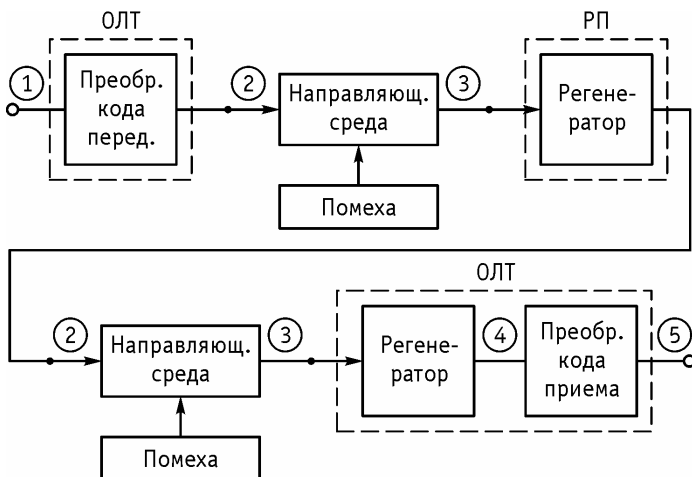 ОЛТ
РП
1
Преобр.
кода
перед.
2
Направляющ.
среда
3
Регене-
ратор
Помеха
ОЛТ
2
Направляющ.
среда
3
Регене-
ратор
4
Преобр.
кода
приема
5
Помеха